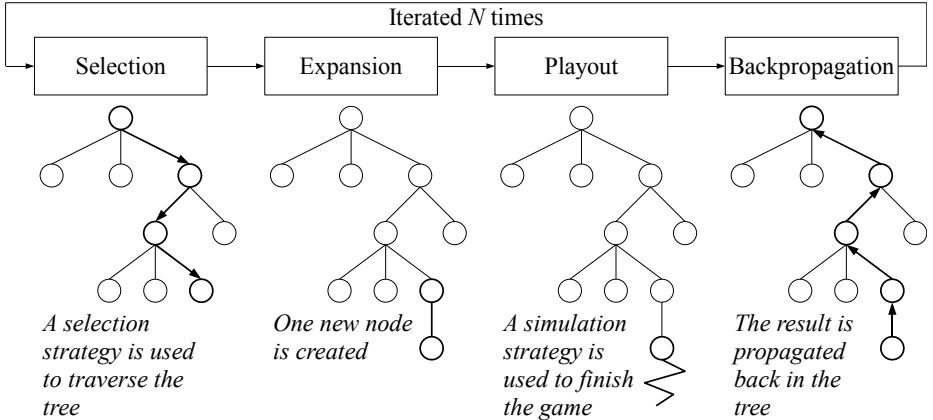 Iterated N times
Selection
Expansion
Playout
Backpropagation
A selection
strategy is used
to traverse the
tree
One new node
is created
A simulation
strategy is
used to finish
the game
The result is
propagated
back in the
tree